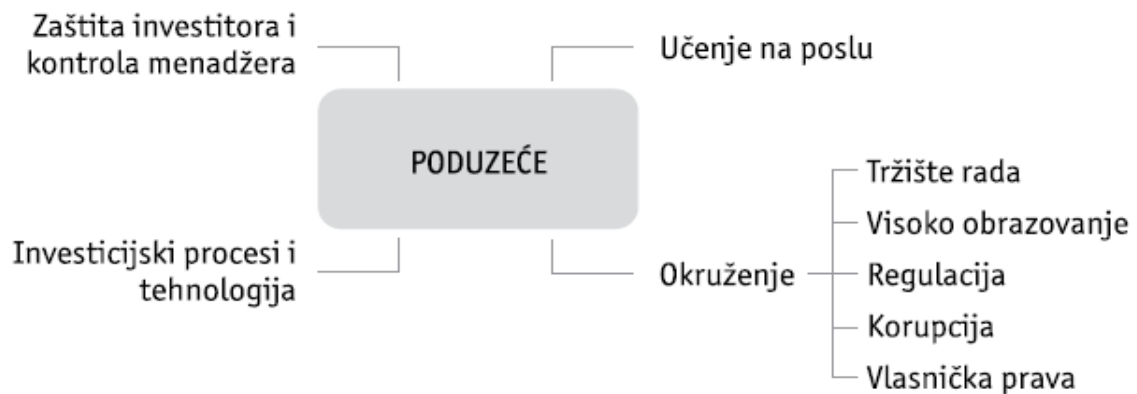 Zaštita investitora i
kontrola menadžera
Učenje na poslu
PODUZEĆE
Investicijski procesi i
tehnologija
Okruženje
Tržište rada
Visoko obrazovanje
Regulacija
Korupcija
Vlasnička prava